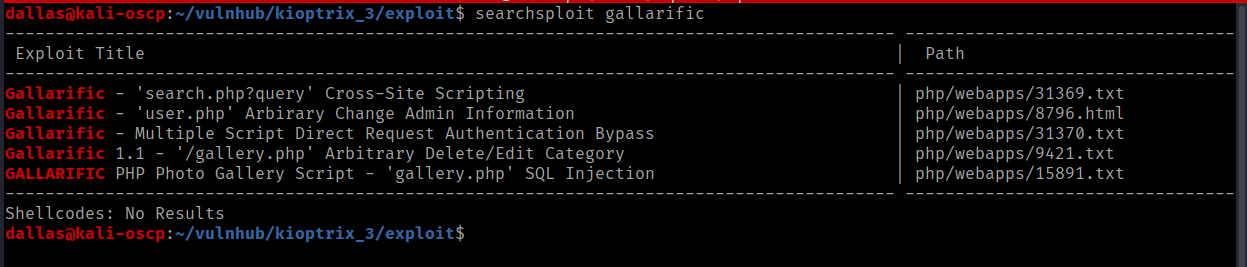 dallas@kali-oscp:~/vulnhub/kioptrix_3/exploit$ searchsploit gallarific
---------------------------------------------------------------------------------------- ---------------------------------
Exploit Title | Path
---------------------------------------------------------------------------------------- ---------------------------------
Gallarific - 'search.php?query' Cross-Site Scripting | php/webapps/31369.txt
Gallarific - 'user.php' Arbirary Change Admin Information | php/webapps/8796.html
Gallarific - Multiple Script Direct Request Authentication Bypass | php/webapps/31370.txt
Gallarific 1.1 - '/gallery.php' Arbitrary Delete/Edit Category | php/webapps/9421.txt
GALLARIFIC PHP Photo Gallery Script - 'gallery.php' SQL Injection | php/webapps/15891.txt
---------------------------------------------------------------------------------------- ---------------------------------
Shellcodes: No Results
dallas@kali-oscp:~/vulnhub/kioptrix_3/exploit$